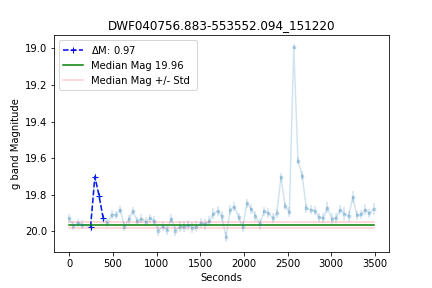 DWF040756.883-553552.094_151220
ΔM: 0.97
Median Mag 19.96
Median Mag +/- Std
g band Magnitude
19.0
19.2
19.4
19.6
19.8
20.0
0 500 1000 1500 2000 2500 3000 3500
Seconds